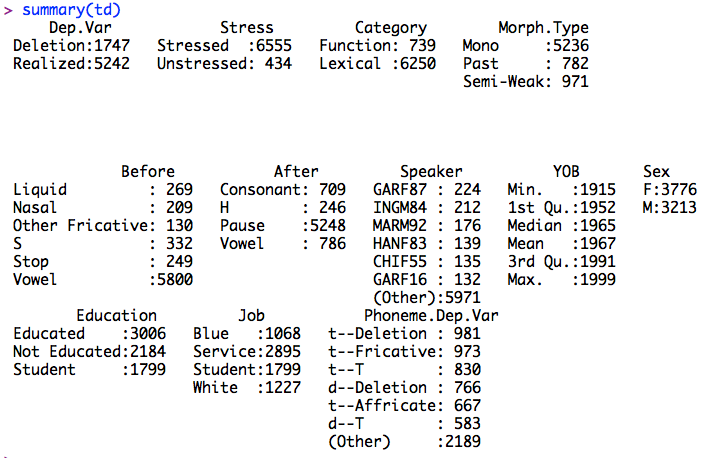 > summary(td)
Dep.Var Stress Category Morph.Type
Deletion:1747 Stressed :6555 Function: 739 Mono :5236
Realized:5242 Unstressed: 434 Lexical :6250 Past : 782
Semi-Weak: 971
Before After Speaker YOB Sex
Liquid : 269 Consonant: 709 GARF87 : 224 Min. :1915 F:3776
Nasal : 209 H : 246 INGM84 : 212 1st Qu.:1952 M:3213
Other Fricative: 130 Pause :5248 MARM92 : 176 Median :1965
S : 332 Vowel : 786 HANF83 : 139 Mean :1967
Stop : 249 CHIF55 : 135 3rd Qu.:1991
Vowel :5800 GARF16 : 132 Max. :1999
(Other):5971
Education Job Phoneme.Dep.Var
Educated :3006 Blue :1068 t--Deletion : 981
Not Educated:2184 Service:2895 t--Fricative: 973
Student :1799 Student:1799 t--T : 830
White :1227 d--Deletion : 766
t--Affricate: 667
d--T : 583
(Other) :2189